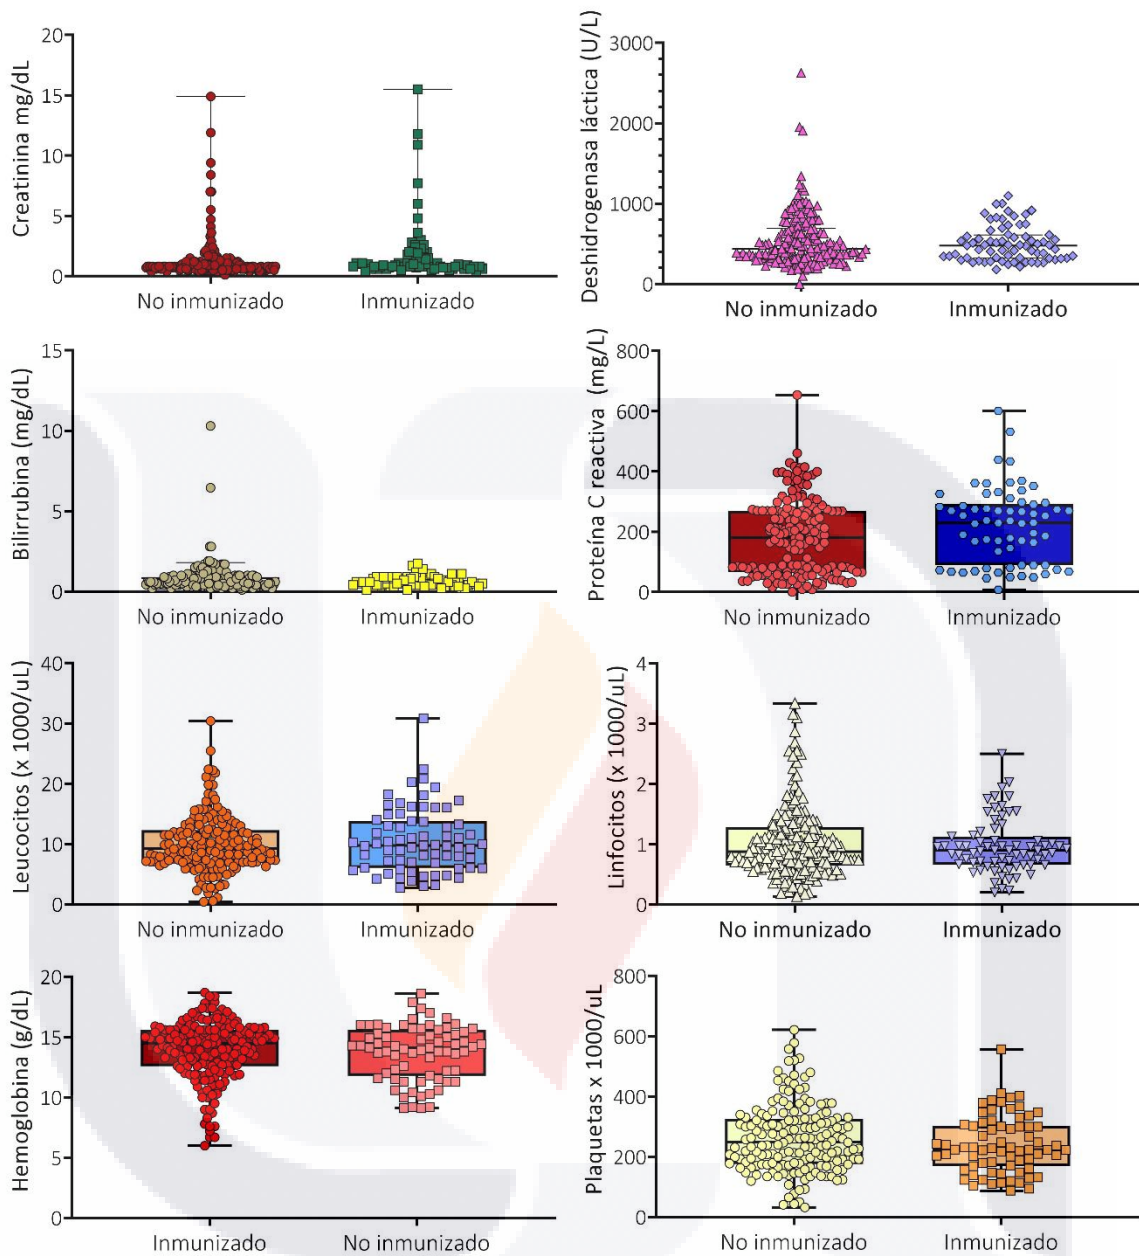 Creatinina mg/dL
20
15
10
5
0
No inmunizado
Inmunizado
Deshidrogenasa láctica (U/L)
3000
2000
1000
0
No inmunizado
Inmunizado
Bilirrubina (mg/dL)
15
10
5
0
No inmunizado
Inmunizado
Proteína C reactiva (mg/L)
800
600
400
200
0
No inmunizado
Inmunizado
Leucocitos (x 1000/uL)
40
30
20
10
0
No inmunizado
Inmunizado
Linfocitos (x 1000/uL)
4
3
2
1
0
No inmunizado
Inmunizado
Hemoglobina (g/dL)
20
15
10
5
0
Inmunizado
No inmunizado
Plaquetas x 1000/uL
800
600
400
200
0
No inmunizado
Inmunizado